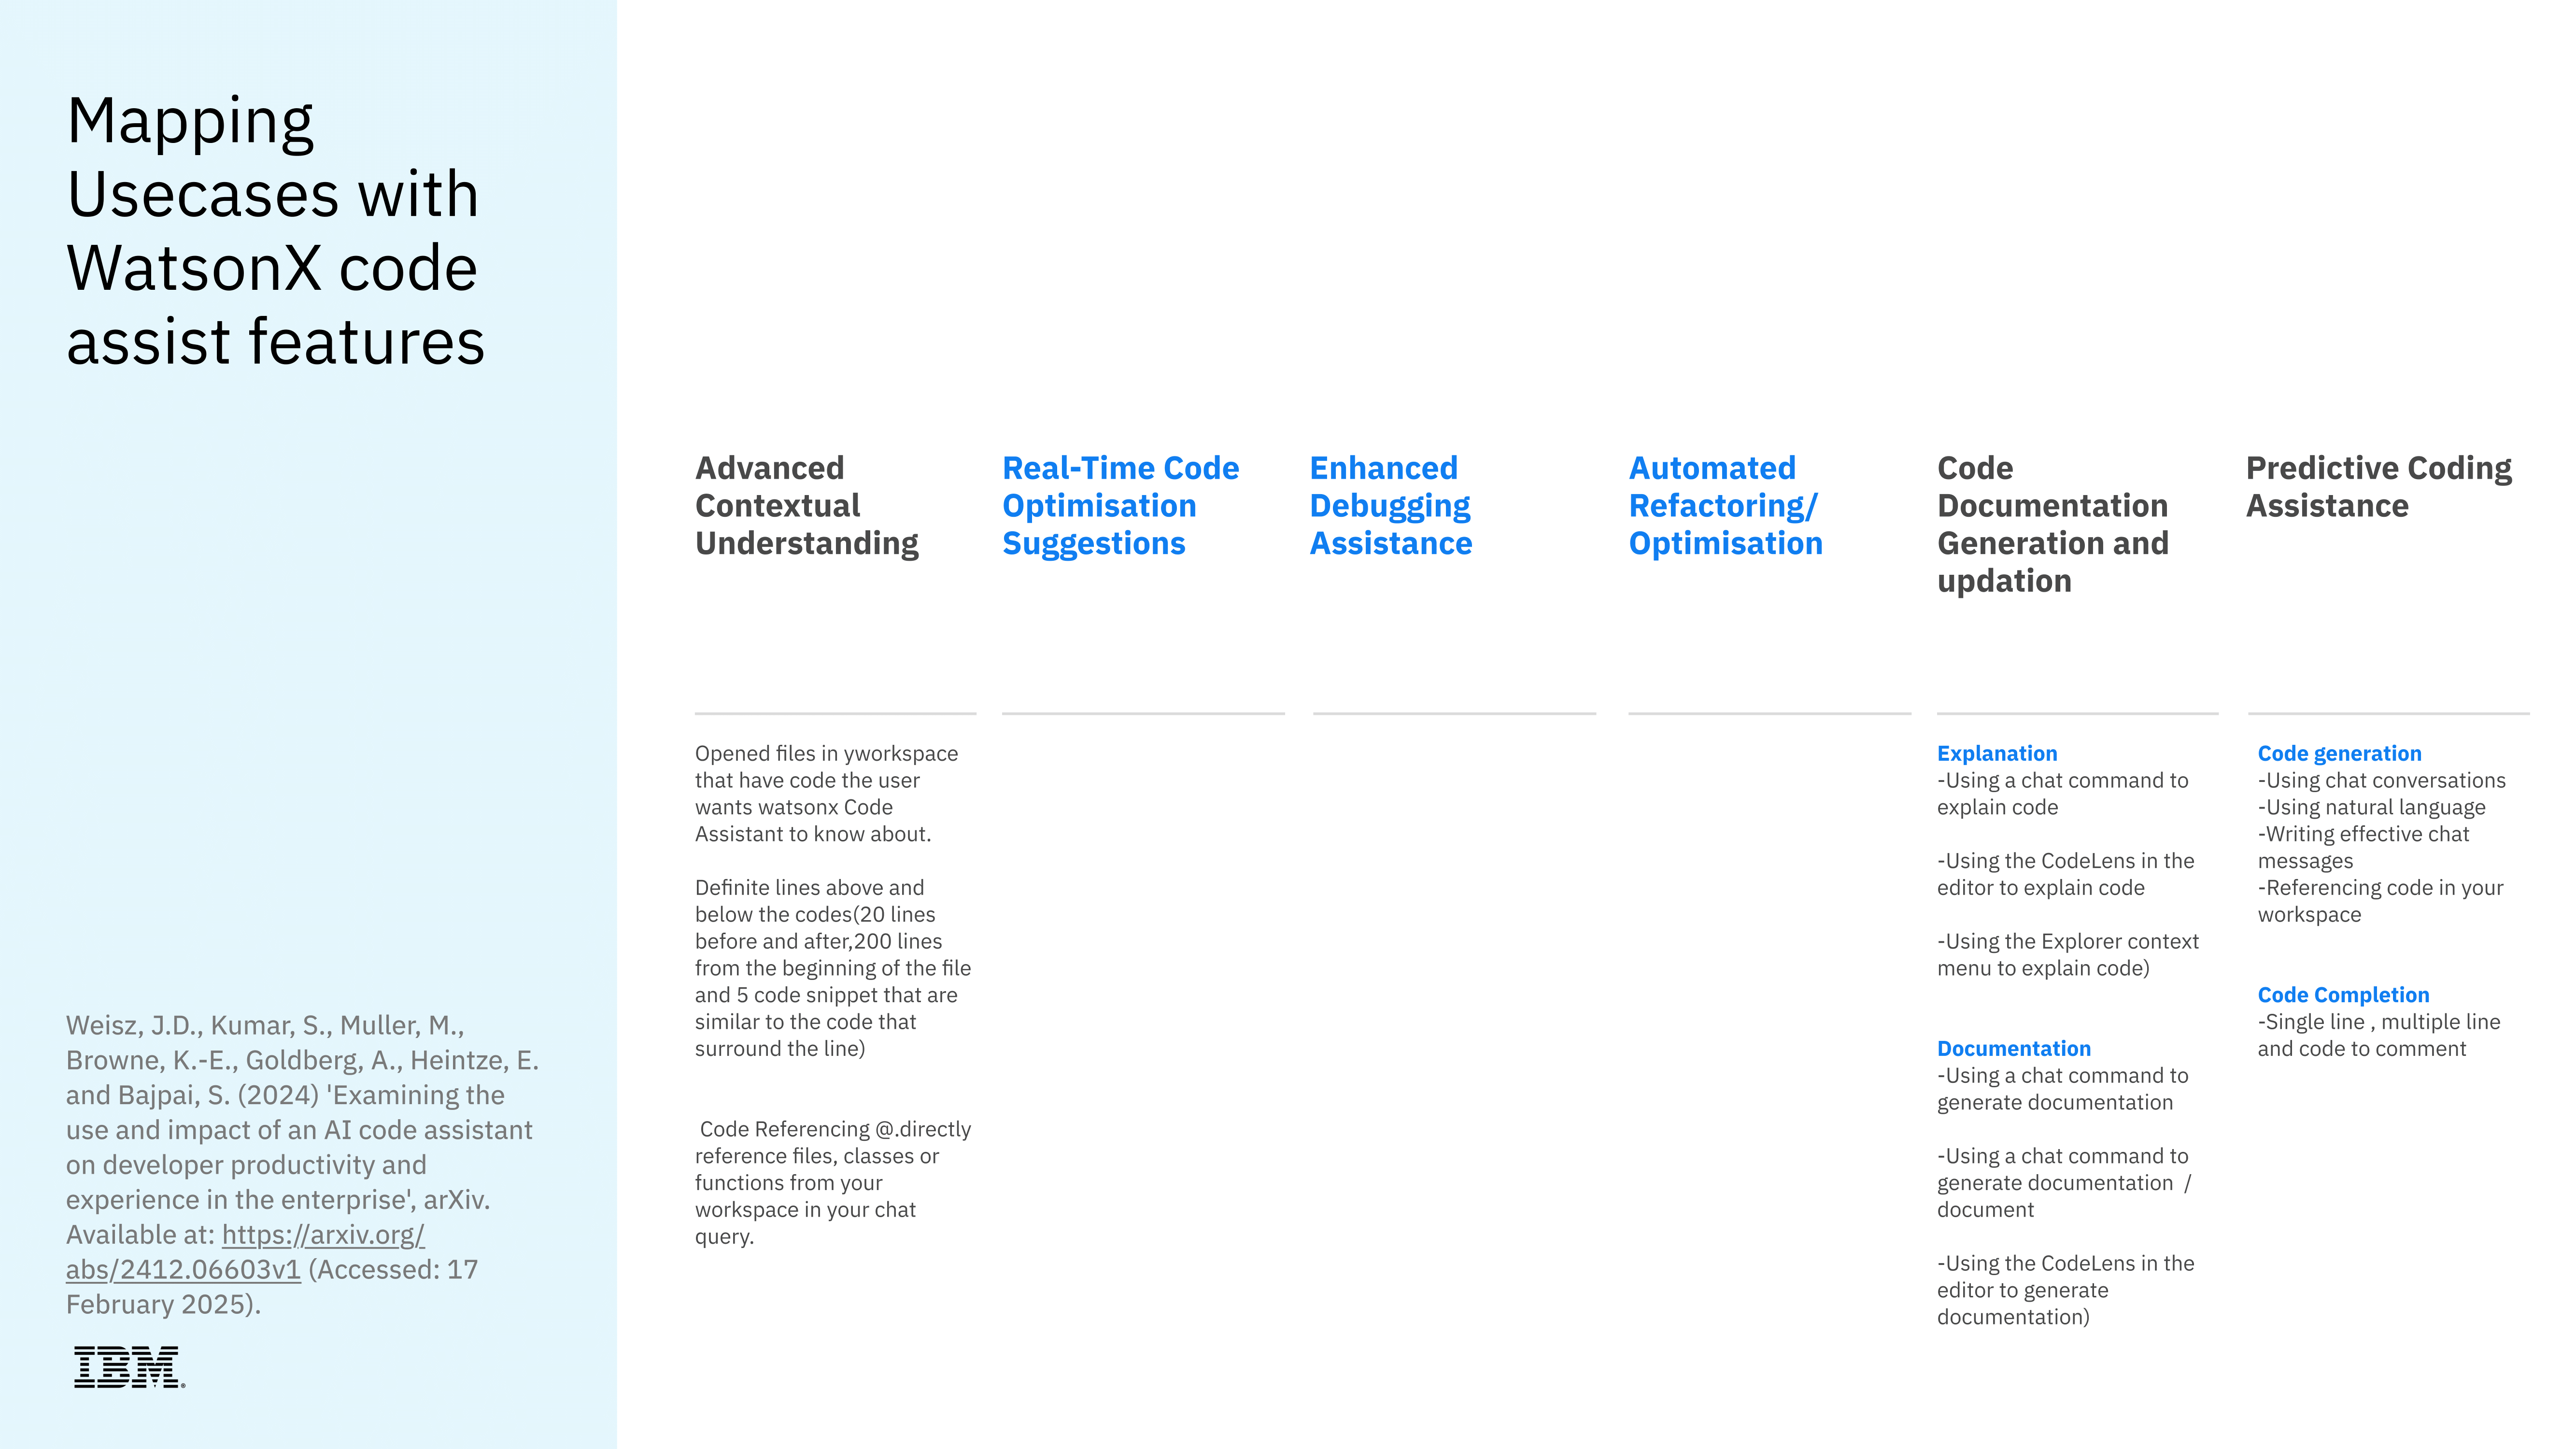 Mapping
Usecases with
WatsonX code
assist features
Weisz, J.D., Kumar, S., Muller, M.,
Browne, K.-E., Goldberg, A., Heintze, E.
and Bajpai, S. (2024) 'Examining the
use and impact of an AI code assistant
on developer productivity and
experience in the enterprise', arXiv.
Available at: https://arxiv.org/
abs/2412.06603v1 (Accessed: 17
February 2025).
IBM®
Advanced
Contextual
Understanding
Opened files in yworkspace
that have code the user
wants watsonx Code
Assistant to know about.
Definite lines above and
below the codes(20 lines
before and after,200 lines
from the beginning of the file
and 5 code snippet that are
similar to the code that
surround the line)
Code Referencing @.directly
reference files, classes or
functions from your
workspace in your chat
query.
Real-Time Code
Optimisation
Suggestions
Enhanced
Debugging
Assistance
Automated
Refactoring/
Optimisation
Code
Documentation
Generation and
updation
Explanation
-Using a chat command to
explain code
-Using the CodeLens in the
editor to explain code
-Using the Explorer context
menu to explain code)
Documentation
-Using a chat command to
generate documentation
-Using a chat command to
generate documentation  /
document
-Using the CodeLens in the
editor to generate
documentation)
Predictive Coding
Assistance
Code generation
-Using chat conversations
-Using natural language
-Writing effective chat
messages
-Referencing code in your
workspace
Code Completion
-Single line , multiple line
and code to comment